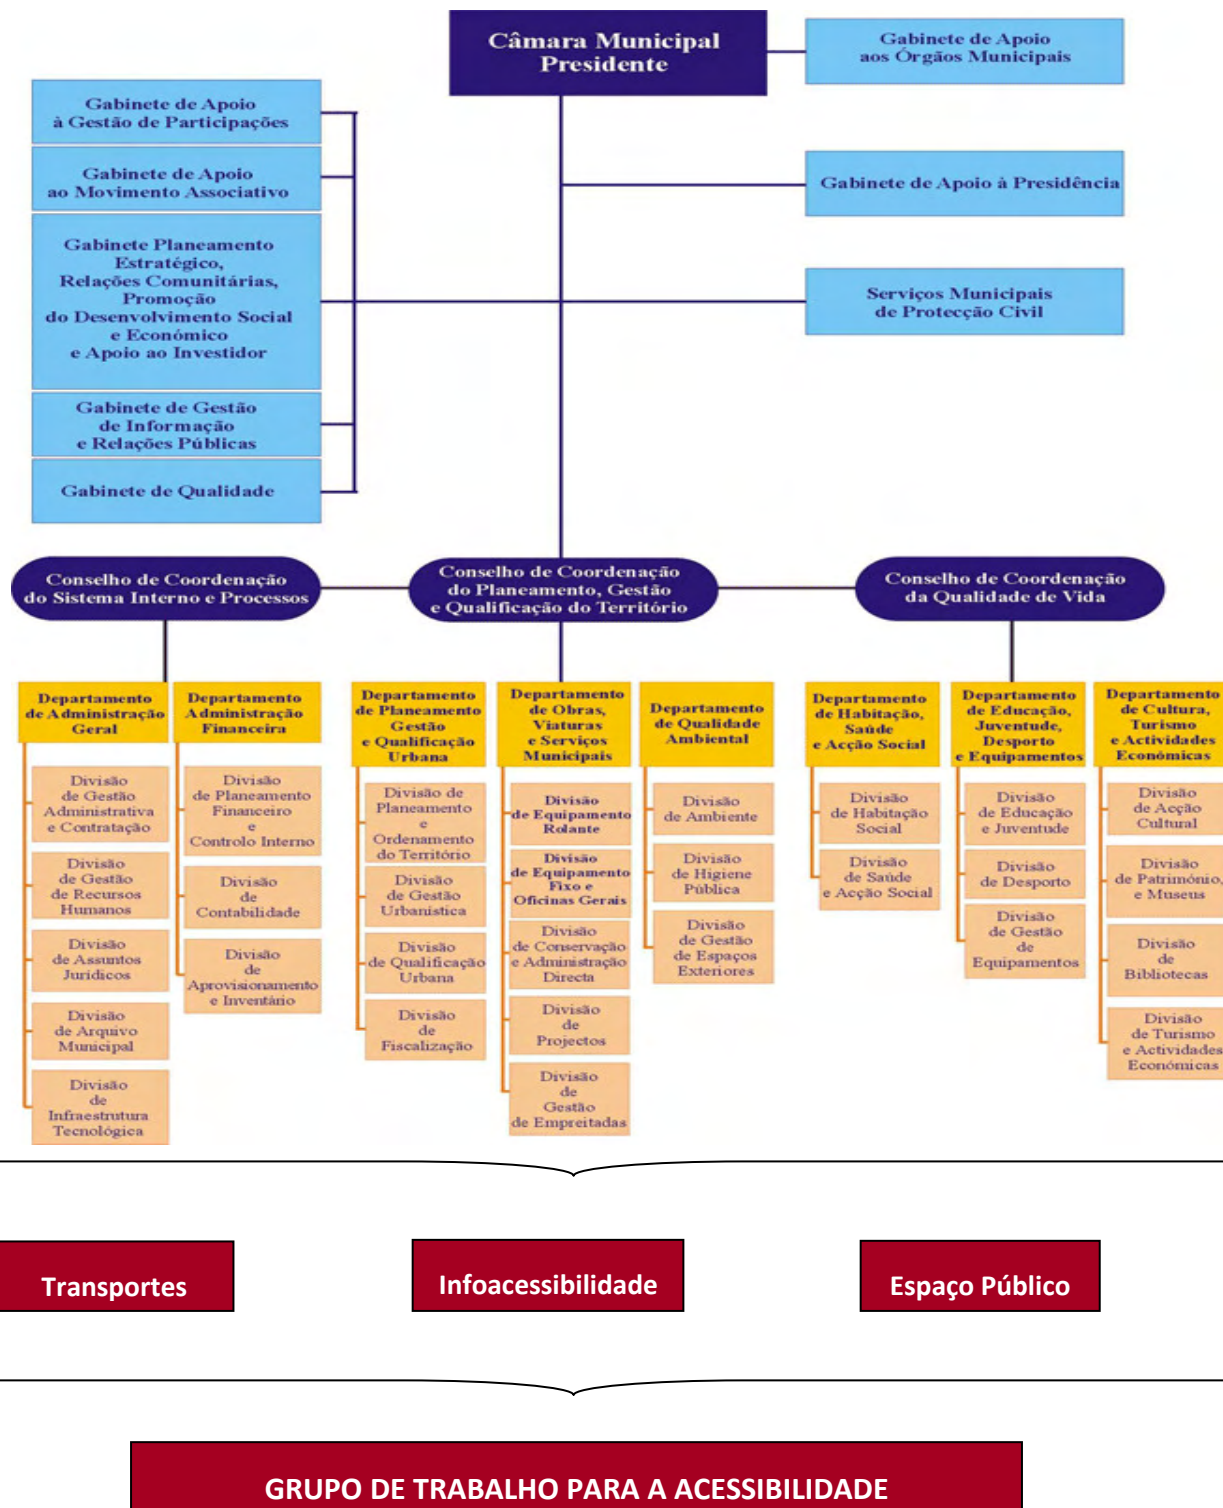 Câmara Municipal
Presidente
Gabinete de Apoio
aos Órgãos Municipais
Gabinete de Apoio
à Gestão de Participações
Gabinete de Apoio
ao Movimento Associativo
Gabinete de Apoio à Presidência
Gabinete Planeamento
Estratégico,
Relações Comunitárias,
Promoção
do Desenvolvimento Social
e Económico
e Apoio ao Investidor
Serviços Municipais
de Protecção Civil
Gabinete de Gestão
de Informação
e Relações Públicas
Gabinete de Qualidade
Conselho de Coordenação
do Sistema Interno e Processos
Conselho de Coordenação
do Planeamento, Gestão
e Qualificação do Território
Conselho de Coordenação
da Qualidade de Vida
Departamento
de Administração
Geral
Divisão
de Gestão
Administrativa
e Contratação
Divisão
de Gestão
de Recursos
Humanos
Divisão
de Assuntos
Jurídicos
Divisão
de Arquivo
Municipal
Divisão
de
Infraestrutura
Tecnológica
Departamento
Administração
Financeira
Divisão
de Planeamento
Financeiro
e
Controlo Interno
Divisão
de
Contabilidade
Divisão
de
Aprovisionamento
e Inventário
Departamento
de Planeamento
Gestão
e Qualificação
Urbana
Divisão de
Planeamento
e
Ordenamento
do Território
Divisão
de Gestão
Urbanística
Divisão
de Qualificação
Urbana
Divisão
de
Fiscalização
Departamento
de Obras,
Viaturas
e Serviços
Municipais
Divisão
de Equipamento
Rolante
Divisão
de Equipamento
Fixo e
Oficinas Gerais
Divisão
de Conservação
e Administração
Directa
Divisão
de
Projectos
Divisão
de
Gestão
de Empreitadas
Departamento
de Qualidade
Ambiental
Divisão
de Ambiente
Divisão
de Higiene
Pública
Divisão
de Gestão
de Espaços
Exteriores
Departamento
de Habitação,
Saúde
e Acção Social
Divisão
de Habitação
Social
Divisão
de Saúde
e Acção Social
Departamento
de Educação,
Juventude,
Desporto
e Equipamentos
Divisão
de Educação
e Juventude
Divisão
de Desporto
Divisão
de Gestão
de
Equipamentos
Departamento
de Cultura,
Turismo
e Actividades
Económicas
Divisão
de Acção
Cultural
Divisão
de Património,
e Museus
Divisão
de
Bibliotecas
Divisão
de Turismo
e Actividades
Económicas
Transportes
Infoacessibilidade
Espaço Público
GRUPO DE TRABALHO PARA A ACESSIBILIDADE